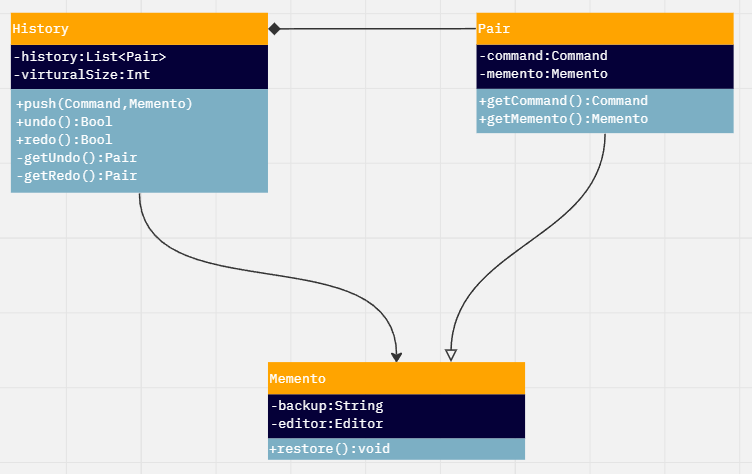 History
-history:List<Pair>
-virturalSize:Int
+push(Command,Memento)
+undo():Bool
+redo():Bool
-getUndo():Pair
-getRedo():Pair
Pair
-command:Command
-memento:Memento
+getCommand():Command
+getMemento():Memento
Memento
-backup:String
-editor:Editor
+restore():void